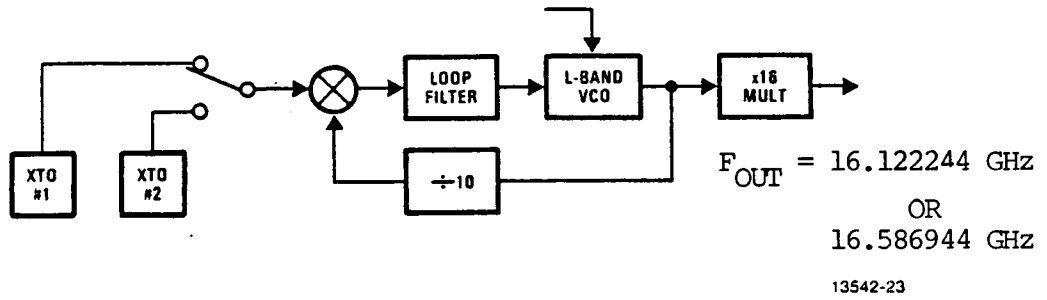 LOOP
FILTER
L-BAND
VCO
x16
MULT
XTO
#1
XTO
#2
÷10
F_OUT = 16.122244 GHz
OR
16.586944 GHz
13542-23